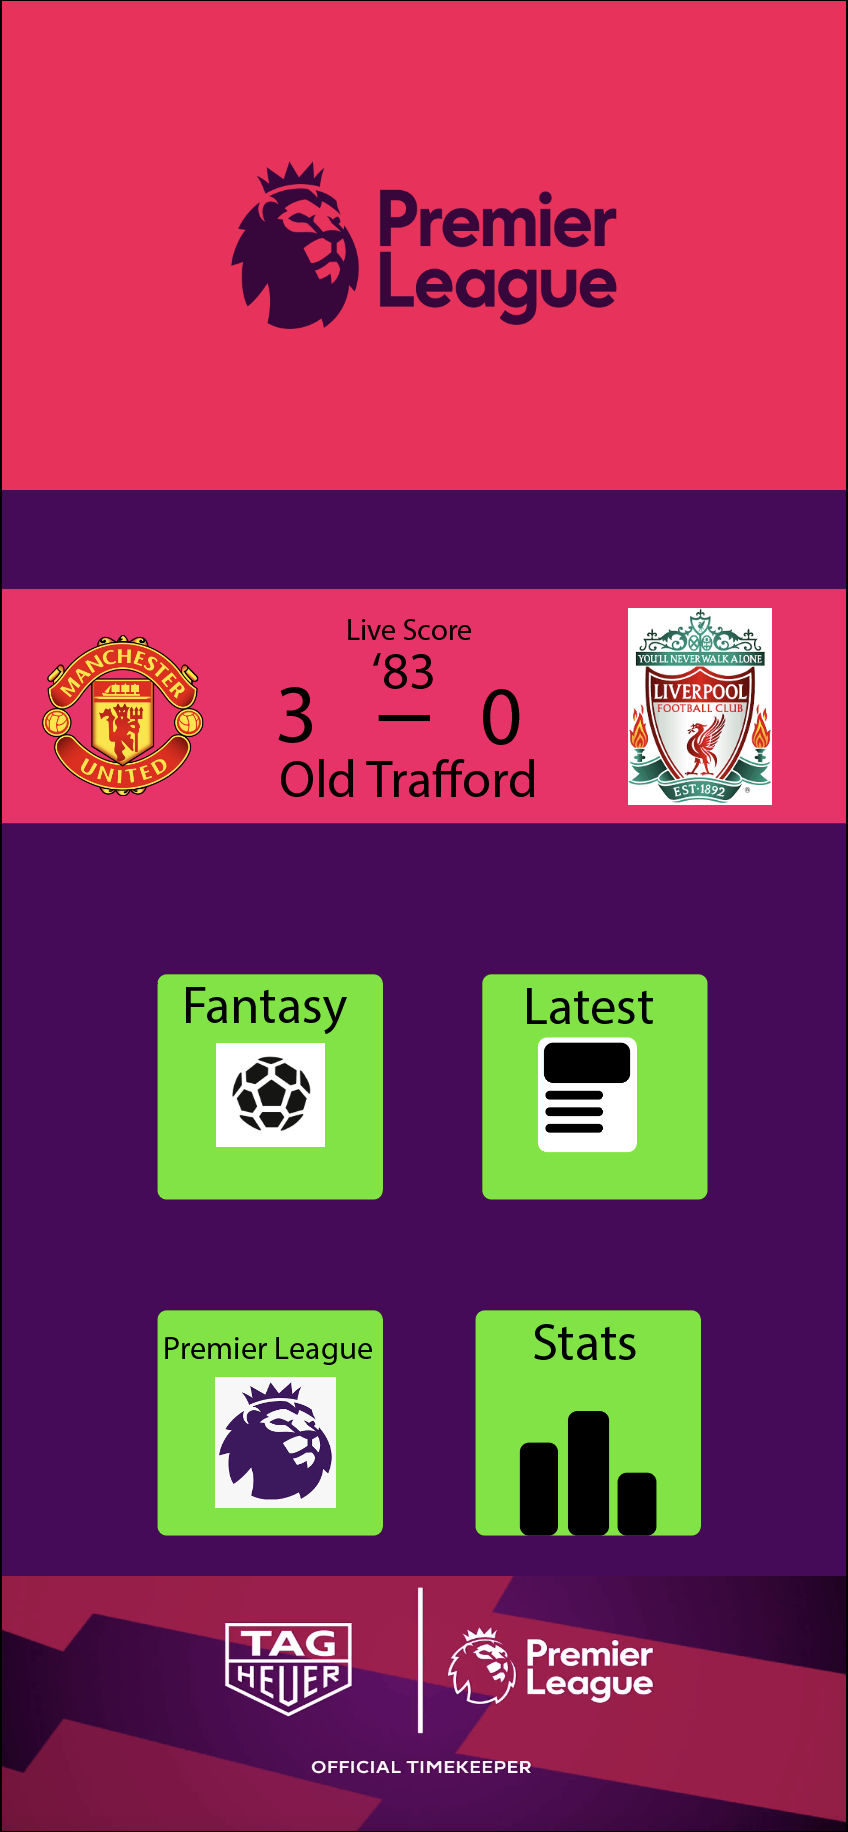 Premier
League
Live Score
‘83
3 — 0
Old Trafford
MANCHESTER
UNITED
YOU'LL NEVER WALK ALONE
LIVERPOOL
FOOTBALL CLUB
EST·1892
®
Fantasy
Latest
Premier League
Stats
TAG
HEUER
Premier
League
OFFICIAL TIMEKEEPER